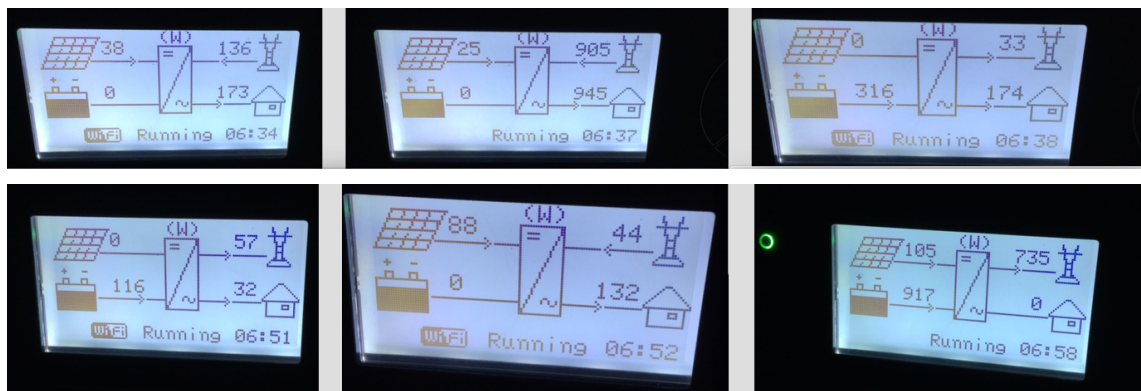 (W)
38 136
= ~
+ -
0 173
WiFi Running 06:34
(W)
25 905
= ~
+ -
0 945
Running 06:37
(W)
0 33
= ~
+ -
316 174
WiFi Running 06:38
(W)
0 57
= ~
+ -
116 32
WiFi Running 06:51
(W)
88 44
= ~
+ -
0 132
WiFi Running 06:52
(W)
105 735
= ~
+ -
917 0
Running 06:58